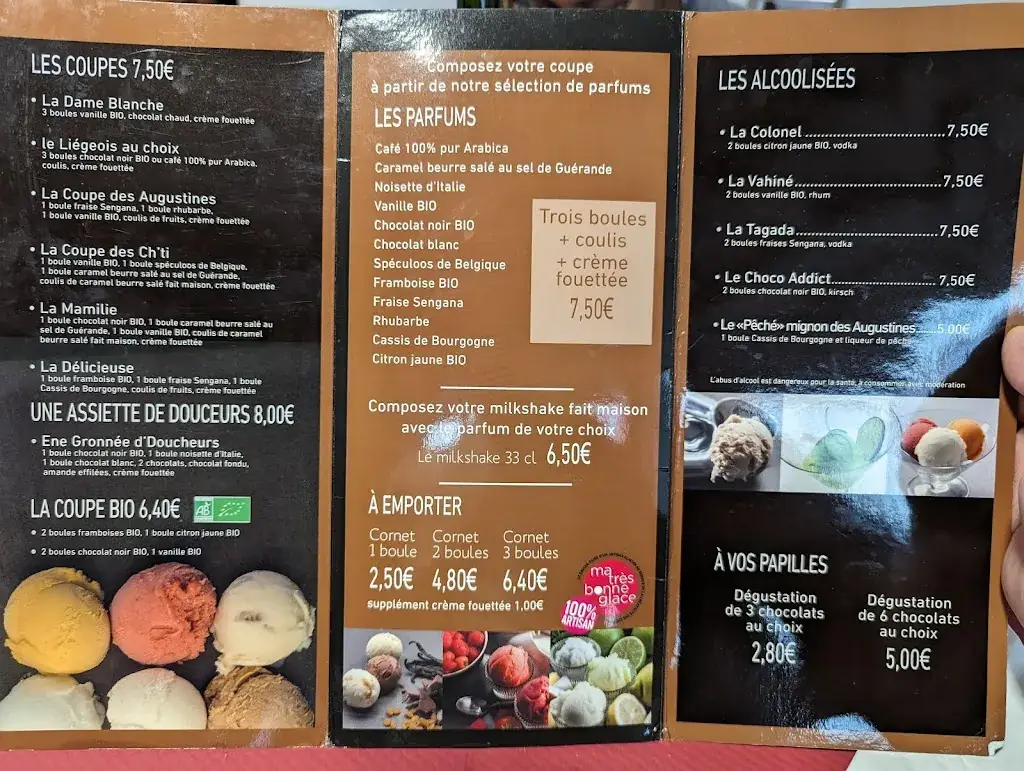 LES COUPES 7,50€
• La Dame Blanche
3 boules vanille BIO, chocolat chaud, crème fouettée
• le Liégeois au choix
3 boules chocolat noir BIO ou café 100% pur Arabica,
coulis, crème fouettée
• La Coupe des Augustines
1 boule fraise Sengana, 1 boule rhubarbe,
1 boule vanille BIO, coulis de fruits, crème fouettée
• La Coupe des Ch'ti
1 boule vanille BIO, 1 boule spéculoos de Belgique,
1 boule caramel beurre salé au sel de Guérande,
coulis de caramel beurre salé fait maison, crème fouettée
• La Mamilie
1 boule chocolat noir BIO, 1 boule caramel beurre salé au
sel de Guérande, 1 boule vanille BIO, coulis de caramel
beurre salé fait maison, crème fouettée
• La Délicieuse
1 boule framboise BIO, 1 boule fraise Sengana, 1 boule
Cassis de Bourgogne, coulis de fruits, crème fouettée
UNE ASSIETTE DE DOUCEURS 8,00€
• Ene Gronnée d'Doucheurs
1 boule chocolat noir BIO, 1 boule noisette d'Italie,
1 boule chocolat blanc, 2 chocolats, chocolat fondu,
amande effilées, crème fouettée
LA COUPE BIO 6,40€
AB
• 2 boules framboises BIO, 1 boule citron jaune BIO
• 2 boules chocolat noir BIO, 1 vanille BIO
Composez votre coupe
à partir de notre sélection de parfums
LES PARFUMS
Café 100% pur Arabica
Caramel beurre salé au sel de Guérande
Noisette d'Italie
Vanille BIO
Chocolat noir BIO
Chocolat blanc
Spéculoos de Belgique
Framboise BIO
Fraise Sengana
Rhubarbe
Cassis de Bourgogne
Citron jaune BIO
Trois boules
+ coulis
+ crème
fouettée
7,50€
Composez votre milkshake fait maison
avec le parfum de votre choix
Le milkshake 33 cl 6,50€
À EMPORTER
Cornet Cornet Cornet
1 boule 2 boules 3 boules
2,50€ 4,80€ 6,40€
supplément crème fouettée 1,00€
ma
très
bonne
glace
100%
ARTISAN
LES ALCOOLISÉES
• La Colonel ........................7,50€
2 boules citron jaune BIO, vodka
• La Vahiné.........................7,50€
2 boules vanille BIO, rhum
• La Tagada........................7,50€
2 boules fraises Sengana, vodka
• Le Choco Addict................. 7,50€
2 boules chocolat noir BIO, kirsch
• Le «Pêché» mignon des Augustines......5,00€
1 boule Cassis de Bourgogne et liqueur de pêche
L'abus d'alcool est dangereux pour la santé, à consommer avec modération
À VOS PAPILLES
Dégustation
de 3 chocolats
au choix
2,80€
Dégustation
de 6 chocolats
au choix
5,00€